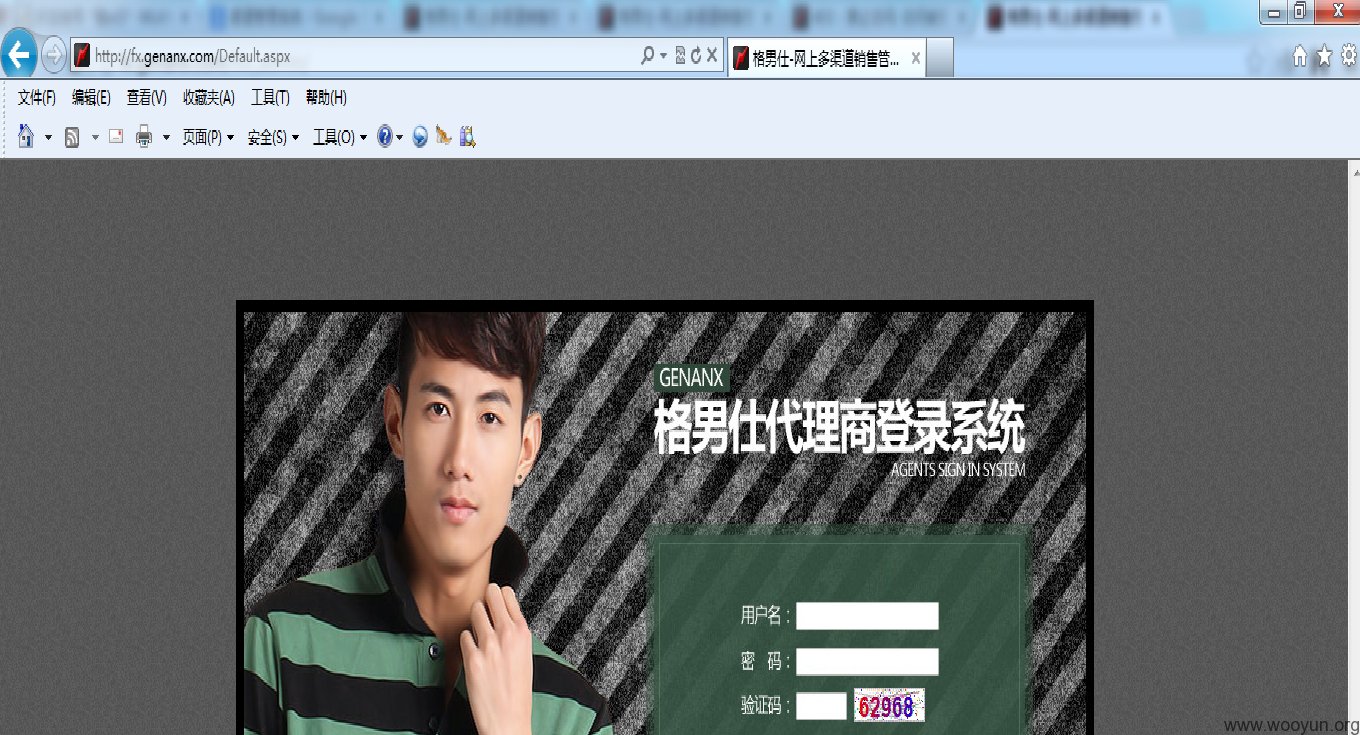 http://fx.genanx.com/Default.aspx
格男仕-网上多渠道销售管...
文件(F) 编辑(E) 查看(V) 收藏夹(A) 工具(T) 帮助(H)
页面(P) 安全(S) 工具(O)
GENANX
格男仕代理商登录系统
AGENTS SIGN IN SYSTEM
用户名：
密 码：
验证码： 62968
www.wooyun.org